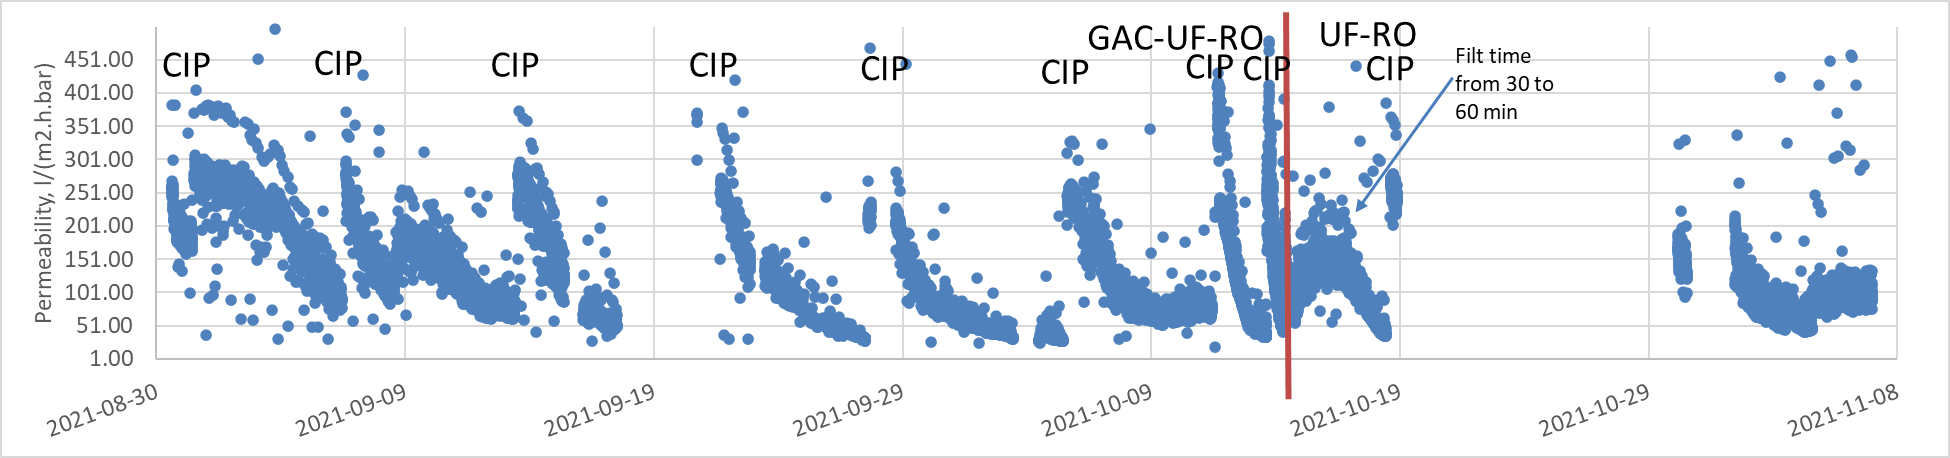 GAC-UF-RO
UF-RO
CIP
CIP
CIP
CIP
CIP
CIP
CIP
CIP
CIP
Filt time
from 30 to
60 min
Permeability, l/(m2.h.bar)
451.00
401.00
351.00
301.00
251.00
201.00
151.00
101.00
51.00
1.00
2021-08-30
2021-09-09
2021-09-19
2021-09-29
2021-10-09
2021-10-19
2021-10-29
2021-11-08